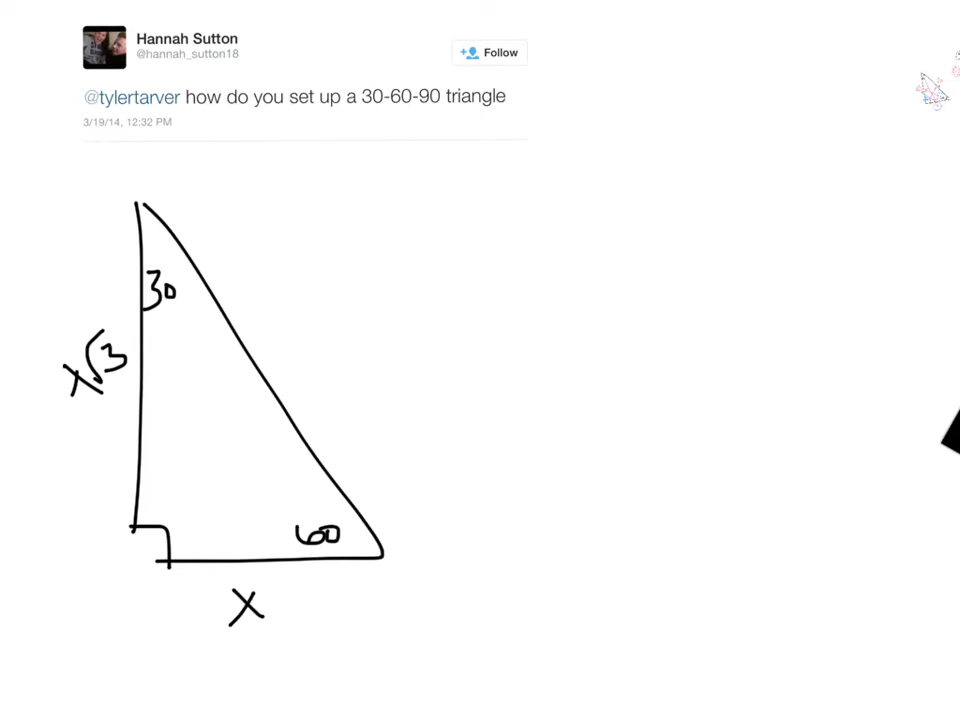 Hannah Sutton
@hannah_sutton18
Follow
@tylertarver how do you set up a 30-60-90 triangle
3/19/14, 12:32 PM
30
x√3
60
x